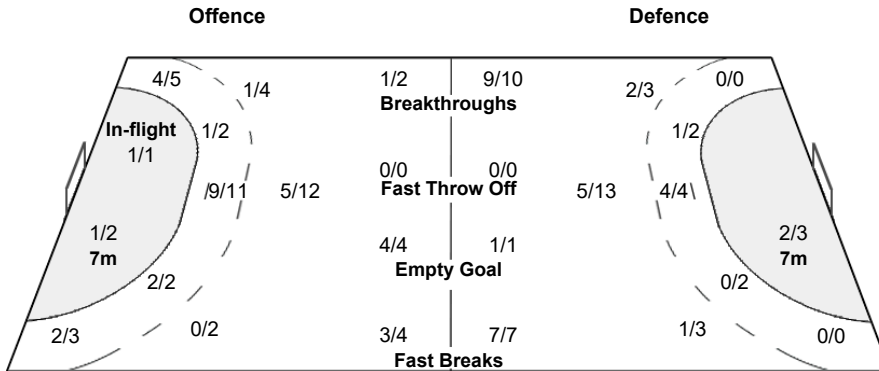 Offence Defence
4/5 1/4 1/2 9/10 2/3 0/0
Breakthroughs
In-flight 1/2 1/2
1/1
0/0 0/0
9/11 5/12 Fast Throw Off 5/13 4/4
1/2 4/4 1/1 2/3
7m Empty Goal 7m
2/2 0/2
2/3 0/2 3/4 7/7 1/3 0/0
Fast Breaks